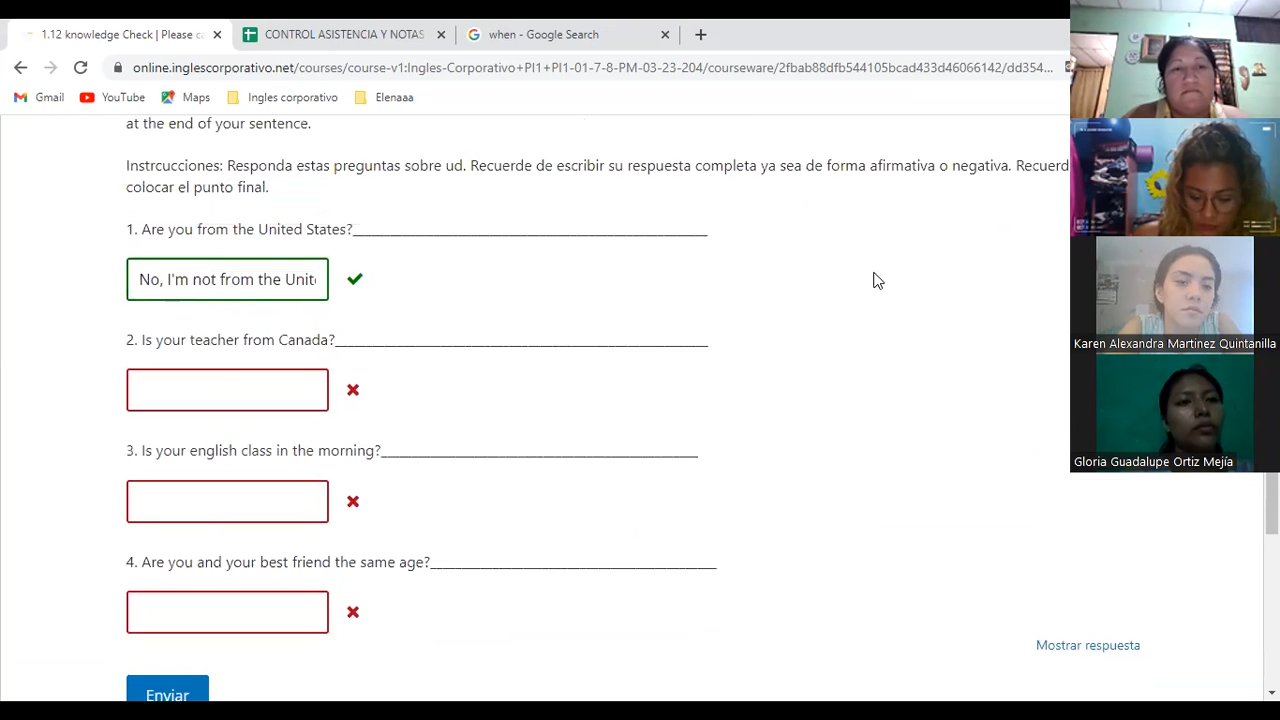 1.12 knowledge Check | Please ca
CONTROL ASISTENCIA Y NOTAS
when - Google Search
online.inglescorporativo.net/courses/course-v1:Ingles-Corporativo+PI1+PI1-01-7-8-PM-03-23-204/courseware/2fbab88dfb544105bcad433d4f066142/dd354...
Gmail
YouTube
Maps
Ingles corporativo
Elenaaa
at the end of your sentence.
Instrcucciones: Responda estas preguntas sobre ud. Recuerde de escribir su respuesta completa ya sea de forma afirmativa o negativa. Recuerd
colocar el punto final.
1. Are you from the United States?
No, I'm not from the Unite
2. Is your teacher from Canada?
3. Is your english class in the morning?
4. Are you and your best friend the same age?
Mostrar respuesta
Enviar
Karen Alexandra Martinez Quintanilla
Gloria Guadalupe Ortiz Mejía